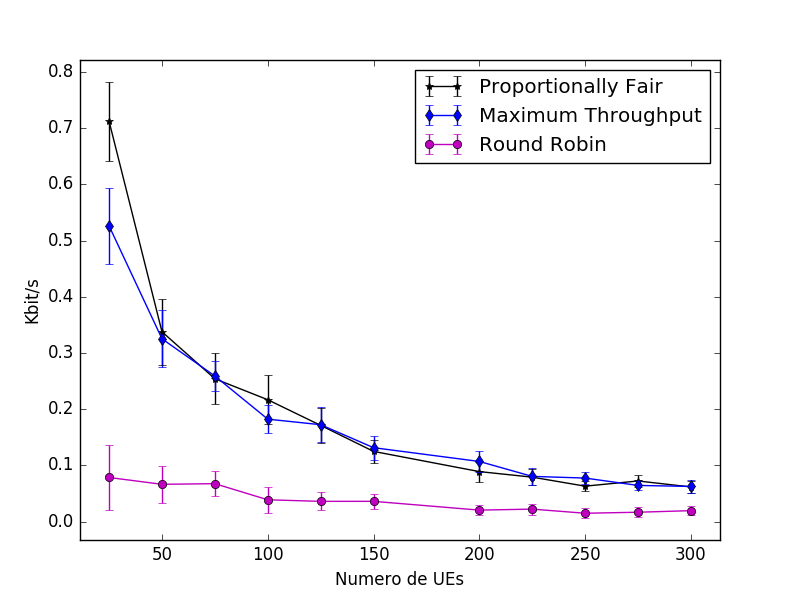 0.8
0.7
0.6
0.5
0.4
0.3
0.2
0.1
0.0
Kbit/s
Proportionally Fair
Maximum Throughput
Round Robin
50 100 150 200 250 300
Numero de UEs